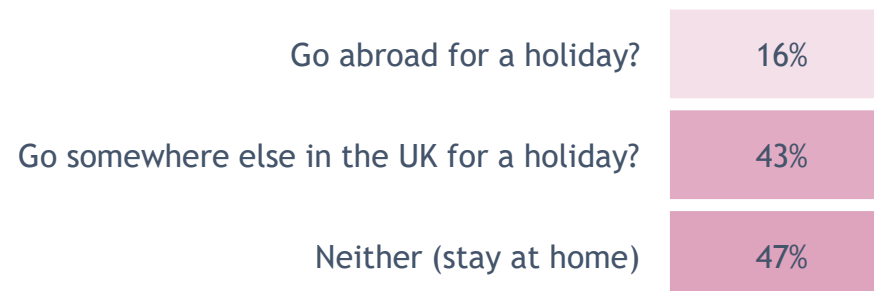 Go abroad for a holiday? 16%
Go somewhere else in the UK for a holiday? 43%
Neither (stay at home) 47%